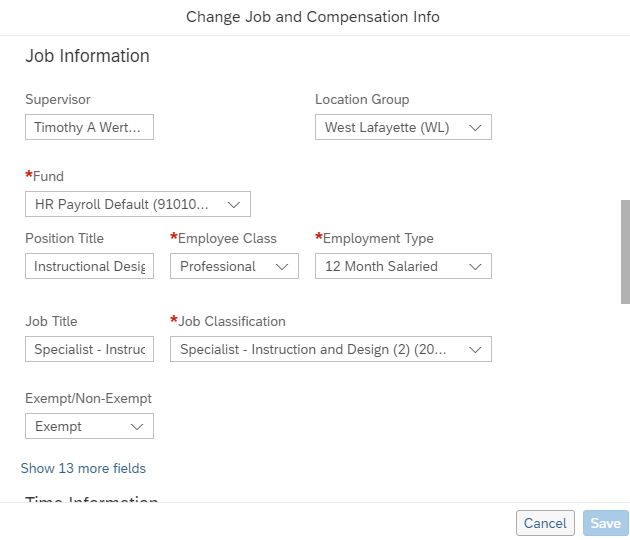 Change Job and Compensation Info
Job Information
Supervisor Location Group
Timothy A Wert... West Lafayette (WL)
*Fund
HR Payroll Default (91010...
Position Title *Employee Class *Employment Type
Instructional Desig Professional 12 Month Salaried
Job Title *Job Classification
Specialist - Instruc Specialist - Instruction and Design (2) (20...
Exempt/Non-Exempt
Exempt
Show 13 more fields
Time Information
Cancel Save